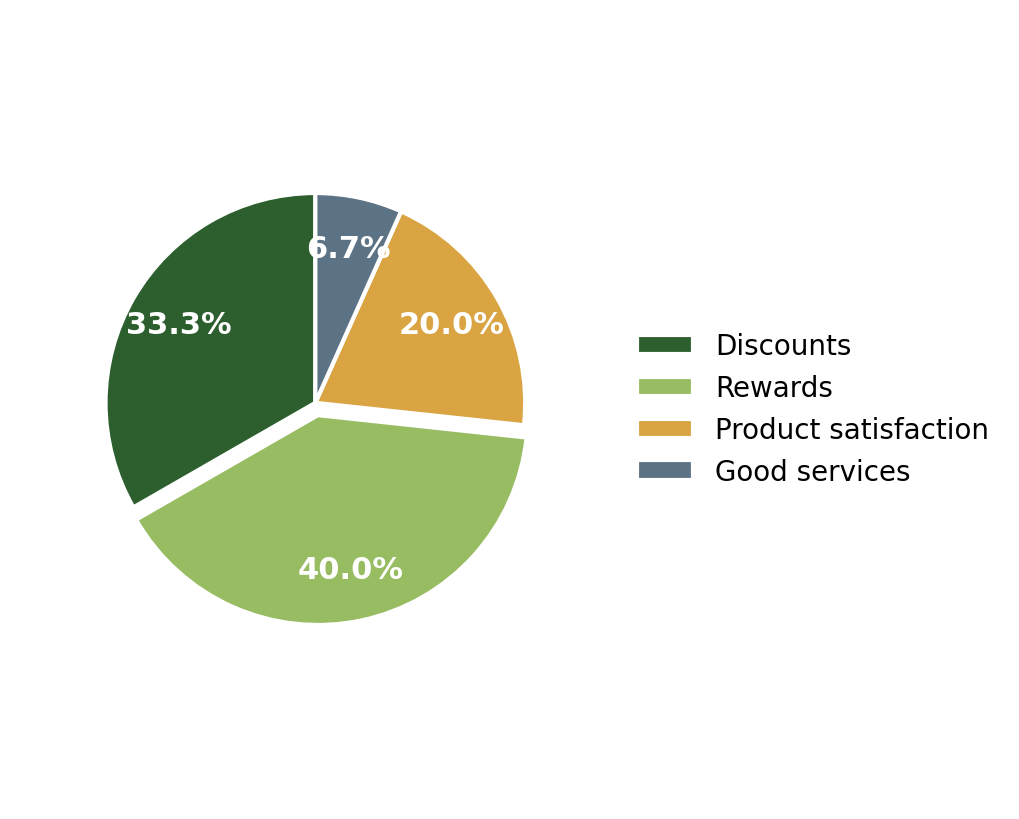 6.7%
33.3%
20.0%
40.0%
Discounts
Rewards
Product satisfaction
Good services